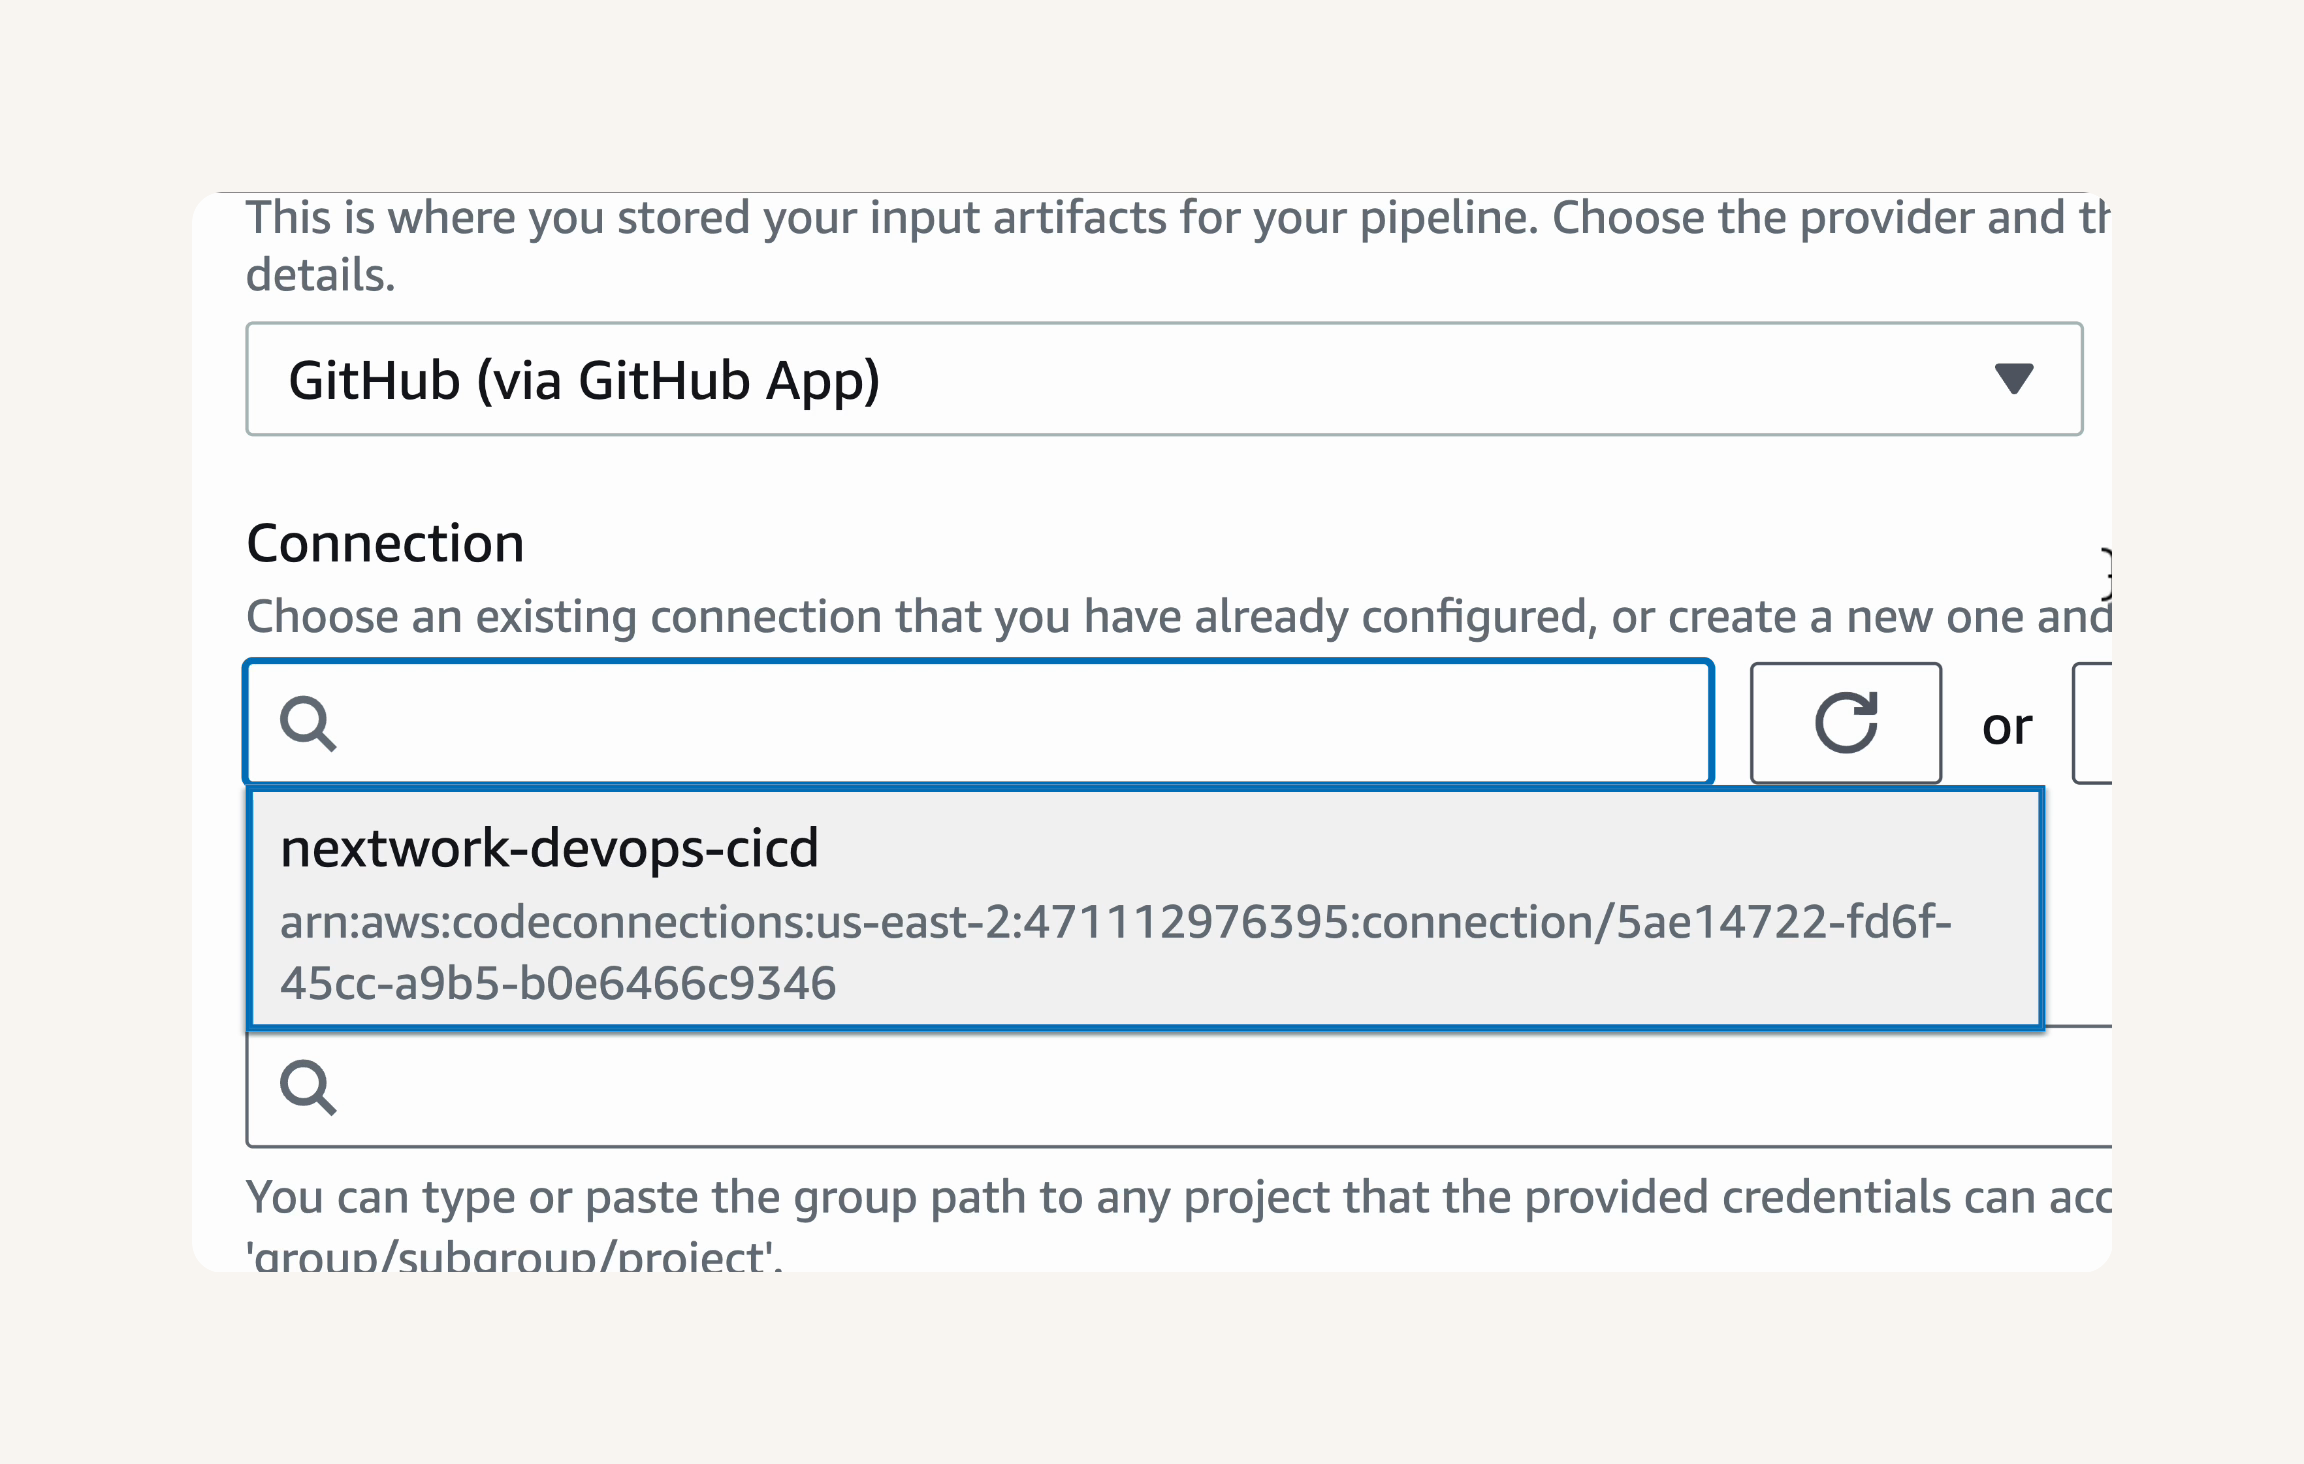 This is where you stored your input artifacts for your pipeline. Choose the provider and
details.
GitHub (via GitHub App)
Connection
Choose an existing connection that you have already configured, or create a new one and
or
nextwork-devops-cicd
arn:aws:codeconnections:us-east-2:471112976395:connection/5ae14722-fd6f-
45cc-a9b5-b0e6466c9346
You can type or paste the group path to any project that the provided credentials can
'group/subgroup/project'.